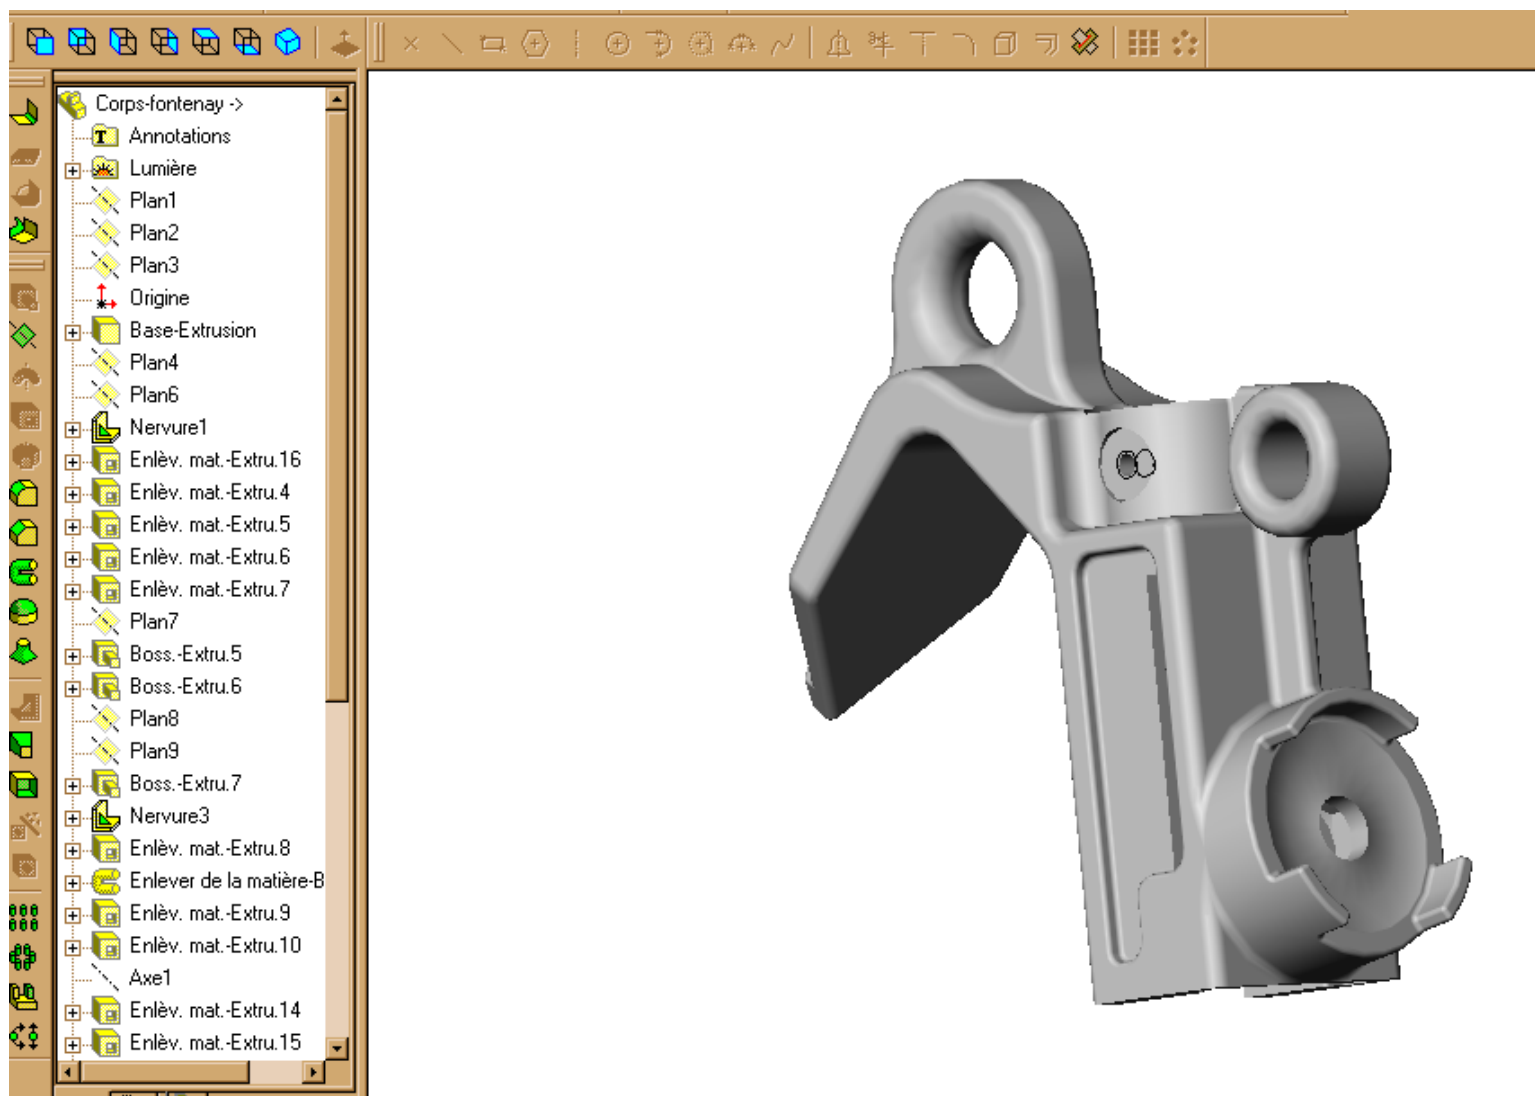 Corps-fontenay ->
Annotations
Lumière
Plan1
Plan2
Plan3
Origine
Base-Extrusion
Plan4
Plan6
Nervure1
Enlèv. mat.-Extru.16
Enlèv. mat.-Extru.4
Enlèv. mat.-Extru.5
Enlèv. mat.-Extru.6
Enlèv. mat.-Extru.7
Plan7
Boss.-Extru.5
Boss.-Extru.6
Plan8
Plan9
Boss.-Extru.7
Nervure3
Enlèv. mat.-Extru.8
Enlever de la matière-B
Enlèv. mat.-Extru.9
Enlèv. mat.-Extru.10
Axe1
Enlèv. mat.-Extru.14
Enlèv. mat.-Extru.15